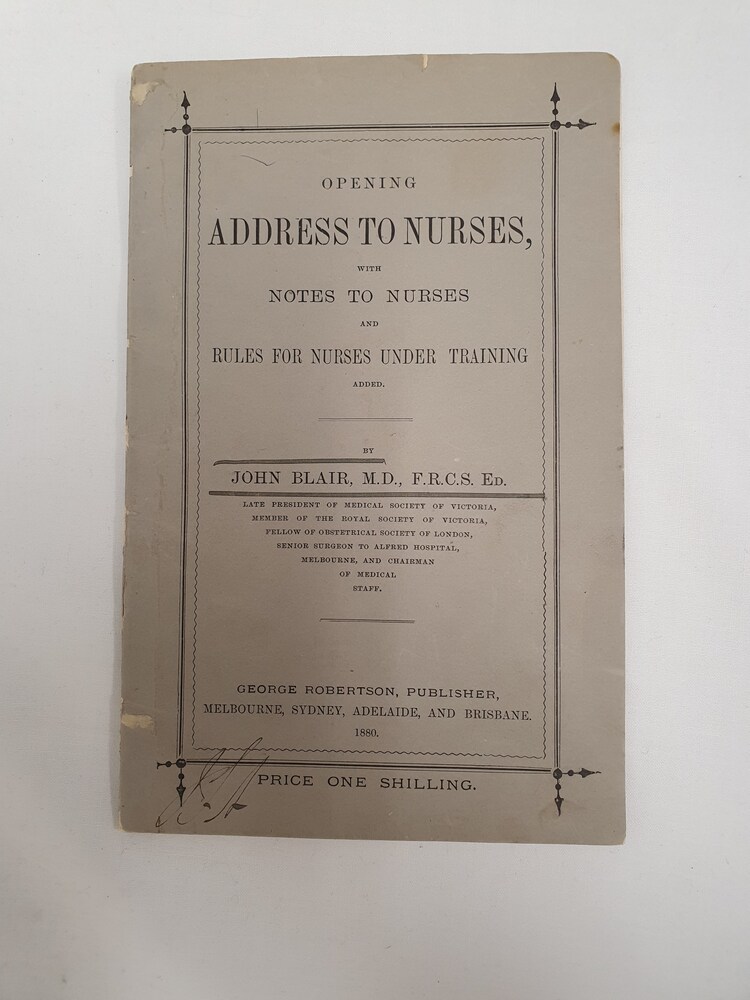 OPENING
ADDRESS TO NURSES,
WITH
NOTES TO NURSES
AND
RULES FOR NURSES UNDER TRAINING
ADDED.
BY
JOHN BLAIR, M.D., F.R.C.S. ED.
LATE PRESIDENT OF MEDICAL SOCIETY OF VICTORIA,
MEMBER OF THE ROYAL SOCIETY OF VICTORIA,
FELLOW OF OBSTETRICAL SOCIETY OF LONDON,
SENIOR SURGEON TO ALFRED HOSPITAL,
MELBOURNE, AND CHAIRMAN
OF MEDICAL
STAFF.
GEORGE ROBERTSON, PUBLISHER,
MELBOURNE, SYDNEY, ADELAIDE, AND BRISBANE.
1880.
PRICE ONE SHILLING.